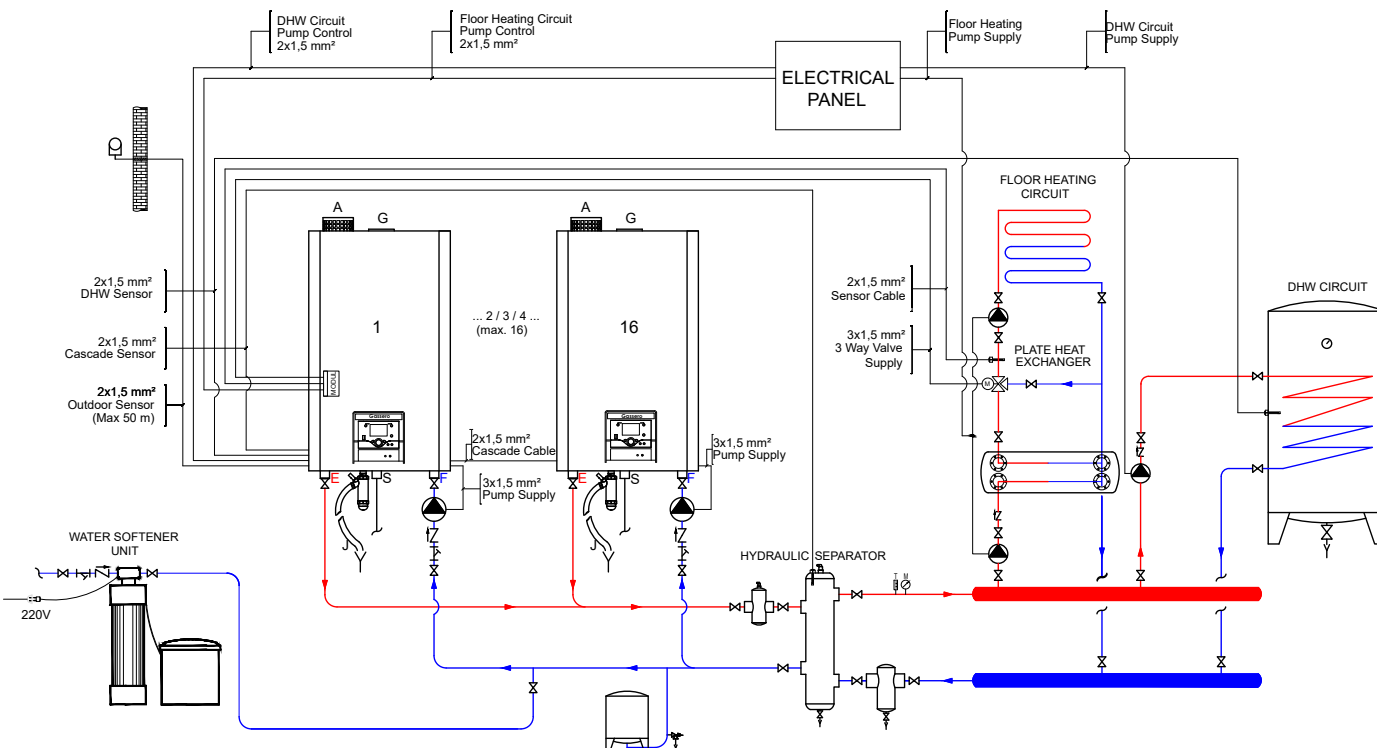 DHW Circuit
Pump Control
2x1,5 mm²
Floor Heating Circuit
Pump Control
2x1,5 mm²
Floor Heating
Pump Supply
DHW Circuit
Pump Supply
ELECTRICAL
PANEL
FLOOR HEATING
CIRCUIT
A
G
A
G
2x1,5 mm²
DHW Sensor
2x1,5 mm²
Sensor Cable
DHW CIRCUIT
1
... 2 / 3 / 4 ...
(max. 16)
16
2x1,5 mm²
Cascade Sensor
3x1,5 mm²
3 Way Valve
Supply
PLATE HEAT
EXCHANGER
M
MODUL
2x1,5 mm²
Outdoor Sensor
(Max 50 m)
Gassero
Gassero
2x1,5 mm²
Cascade Cable
3x1,5 mm²
Pump Supply
E
S
F
E
S
F
3x1,5 mm²
Pump Supply
J
J
WATER SOFTENER
UNIT
HYDRAULIC SEPARATOR
T
M
220V